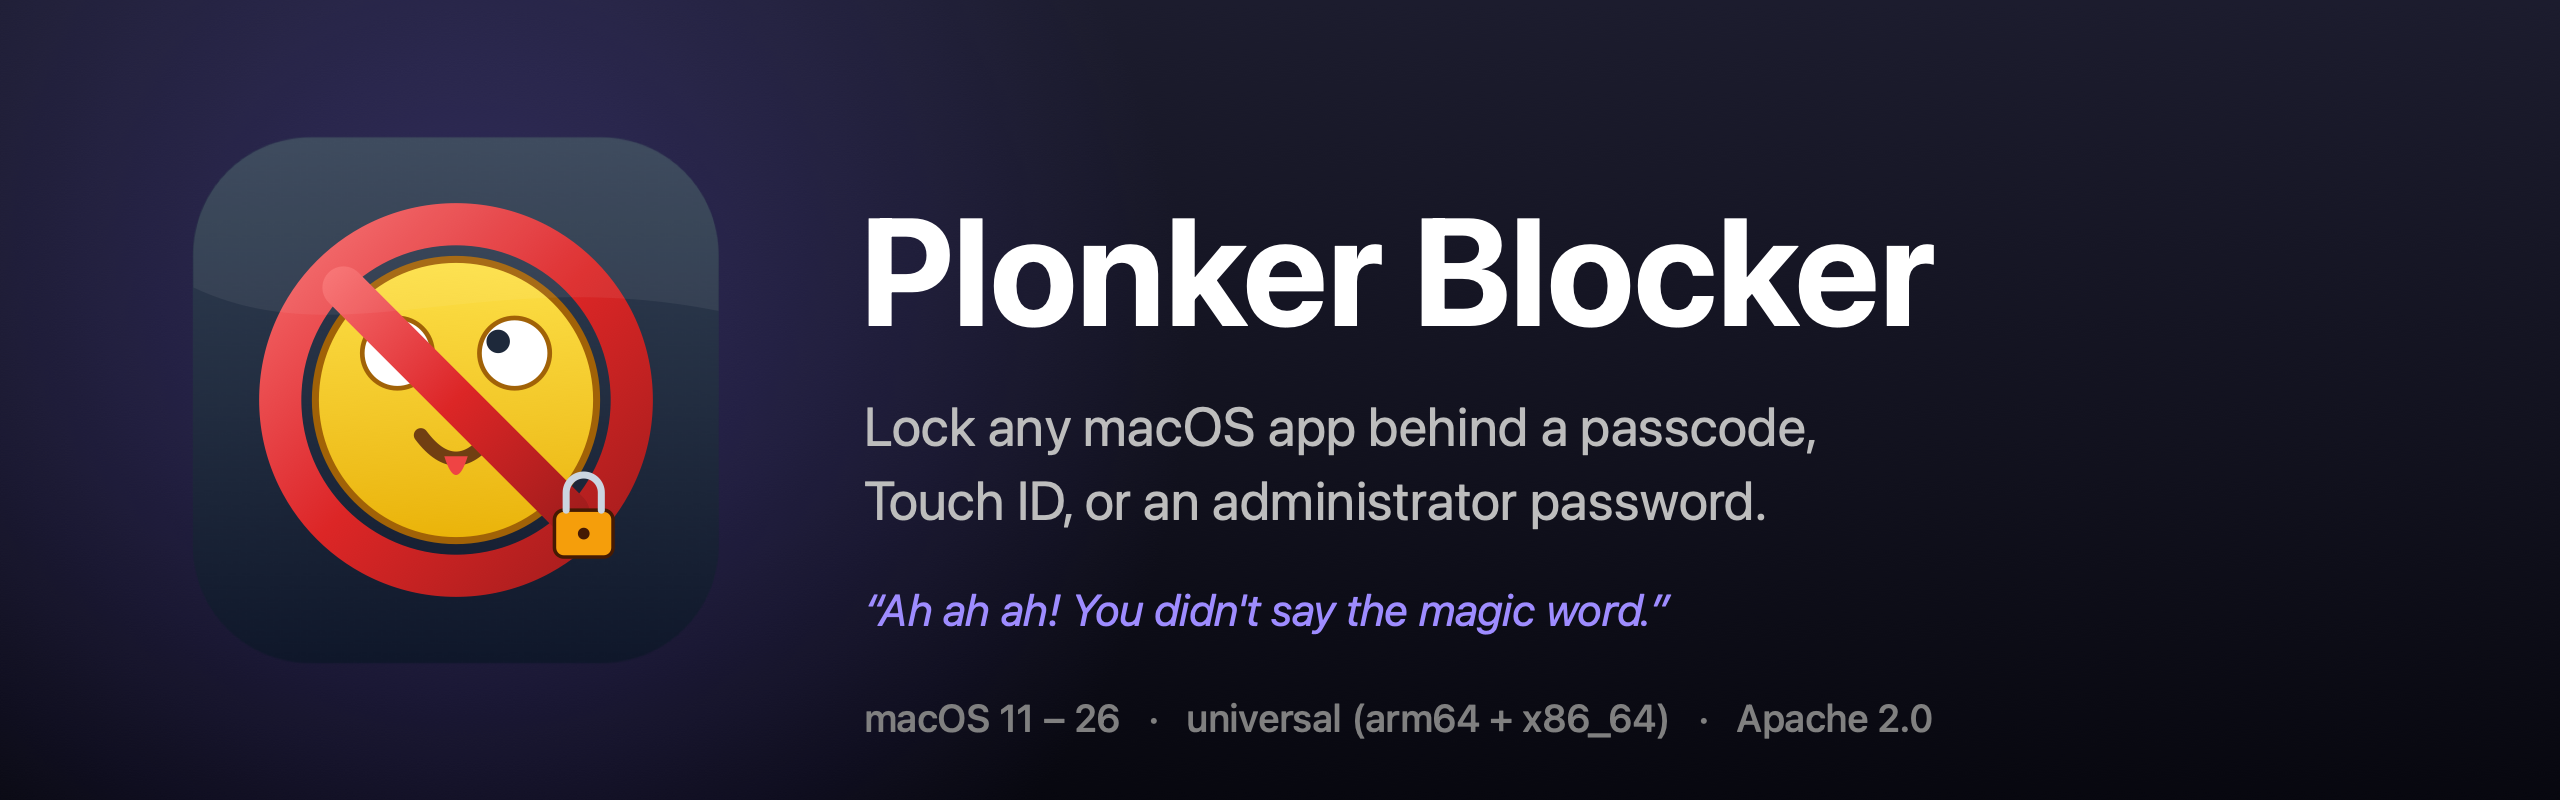 Plonker Blocker
Lock any macOS app behind a passcode,
Touch ID, or an administrator password.
“Ah ah ah! You didn't say the magic word.”
macOS 11 – 26 · universal (arm64 + x86_64) · Apache 2.0